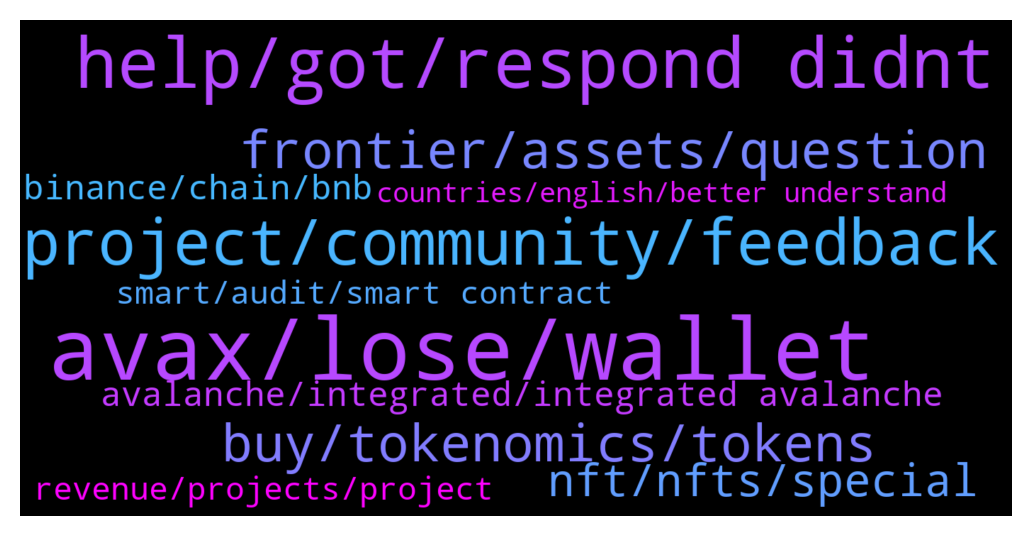 help/got/respond didnt
frontier/assets/question
binance/chain/bnb
countries/english/better understand
project/community/feedback
smart/audit/smart contract
avax/lose/wallet
avalanche/integrated/integrated avalanche
buy/tokenomics/tokens
nft/nfts/special
revenue/projects/project